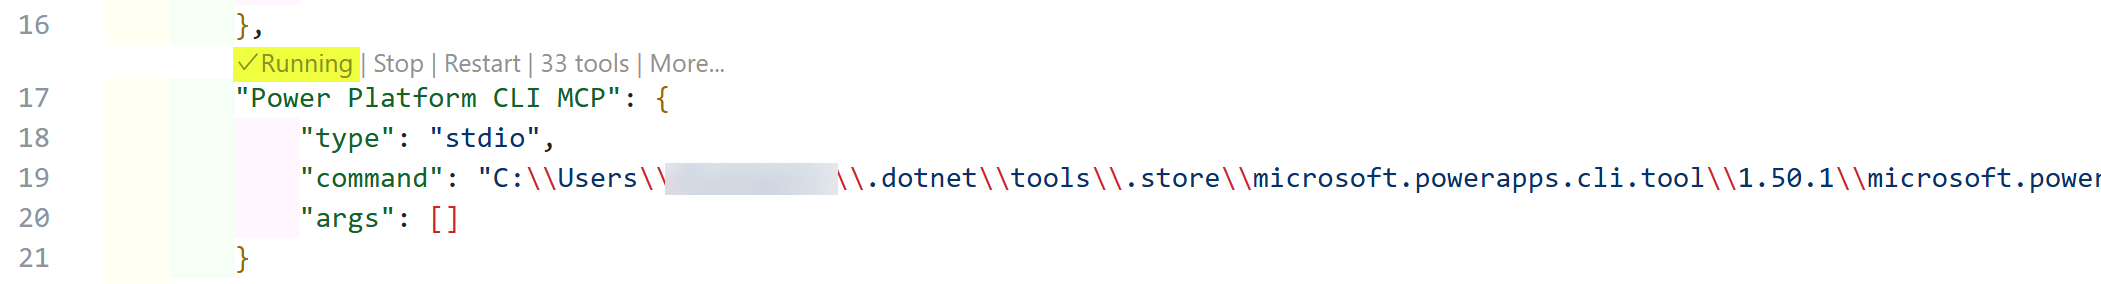 16 },
✓Running | Stop | Restart | 33 tools | More...
17 "Power Platform CLI MCP": {
18 "type": "stdio",
19 "command": "C:\\Users\\ \\.dotnet\\tools\\.store\\microsoft.powerapps.cli.tool\\1.50.1\\microsoft.power
20 "args": []
21 }